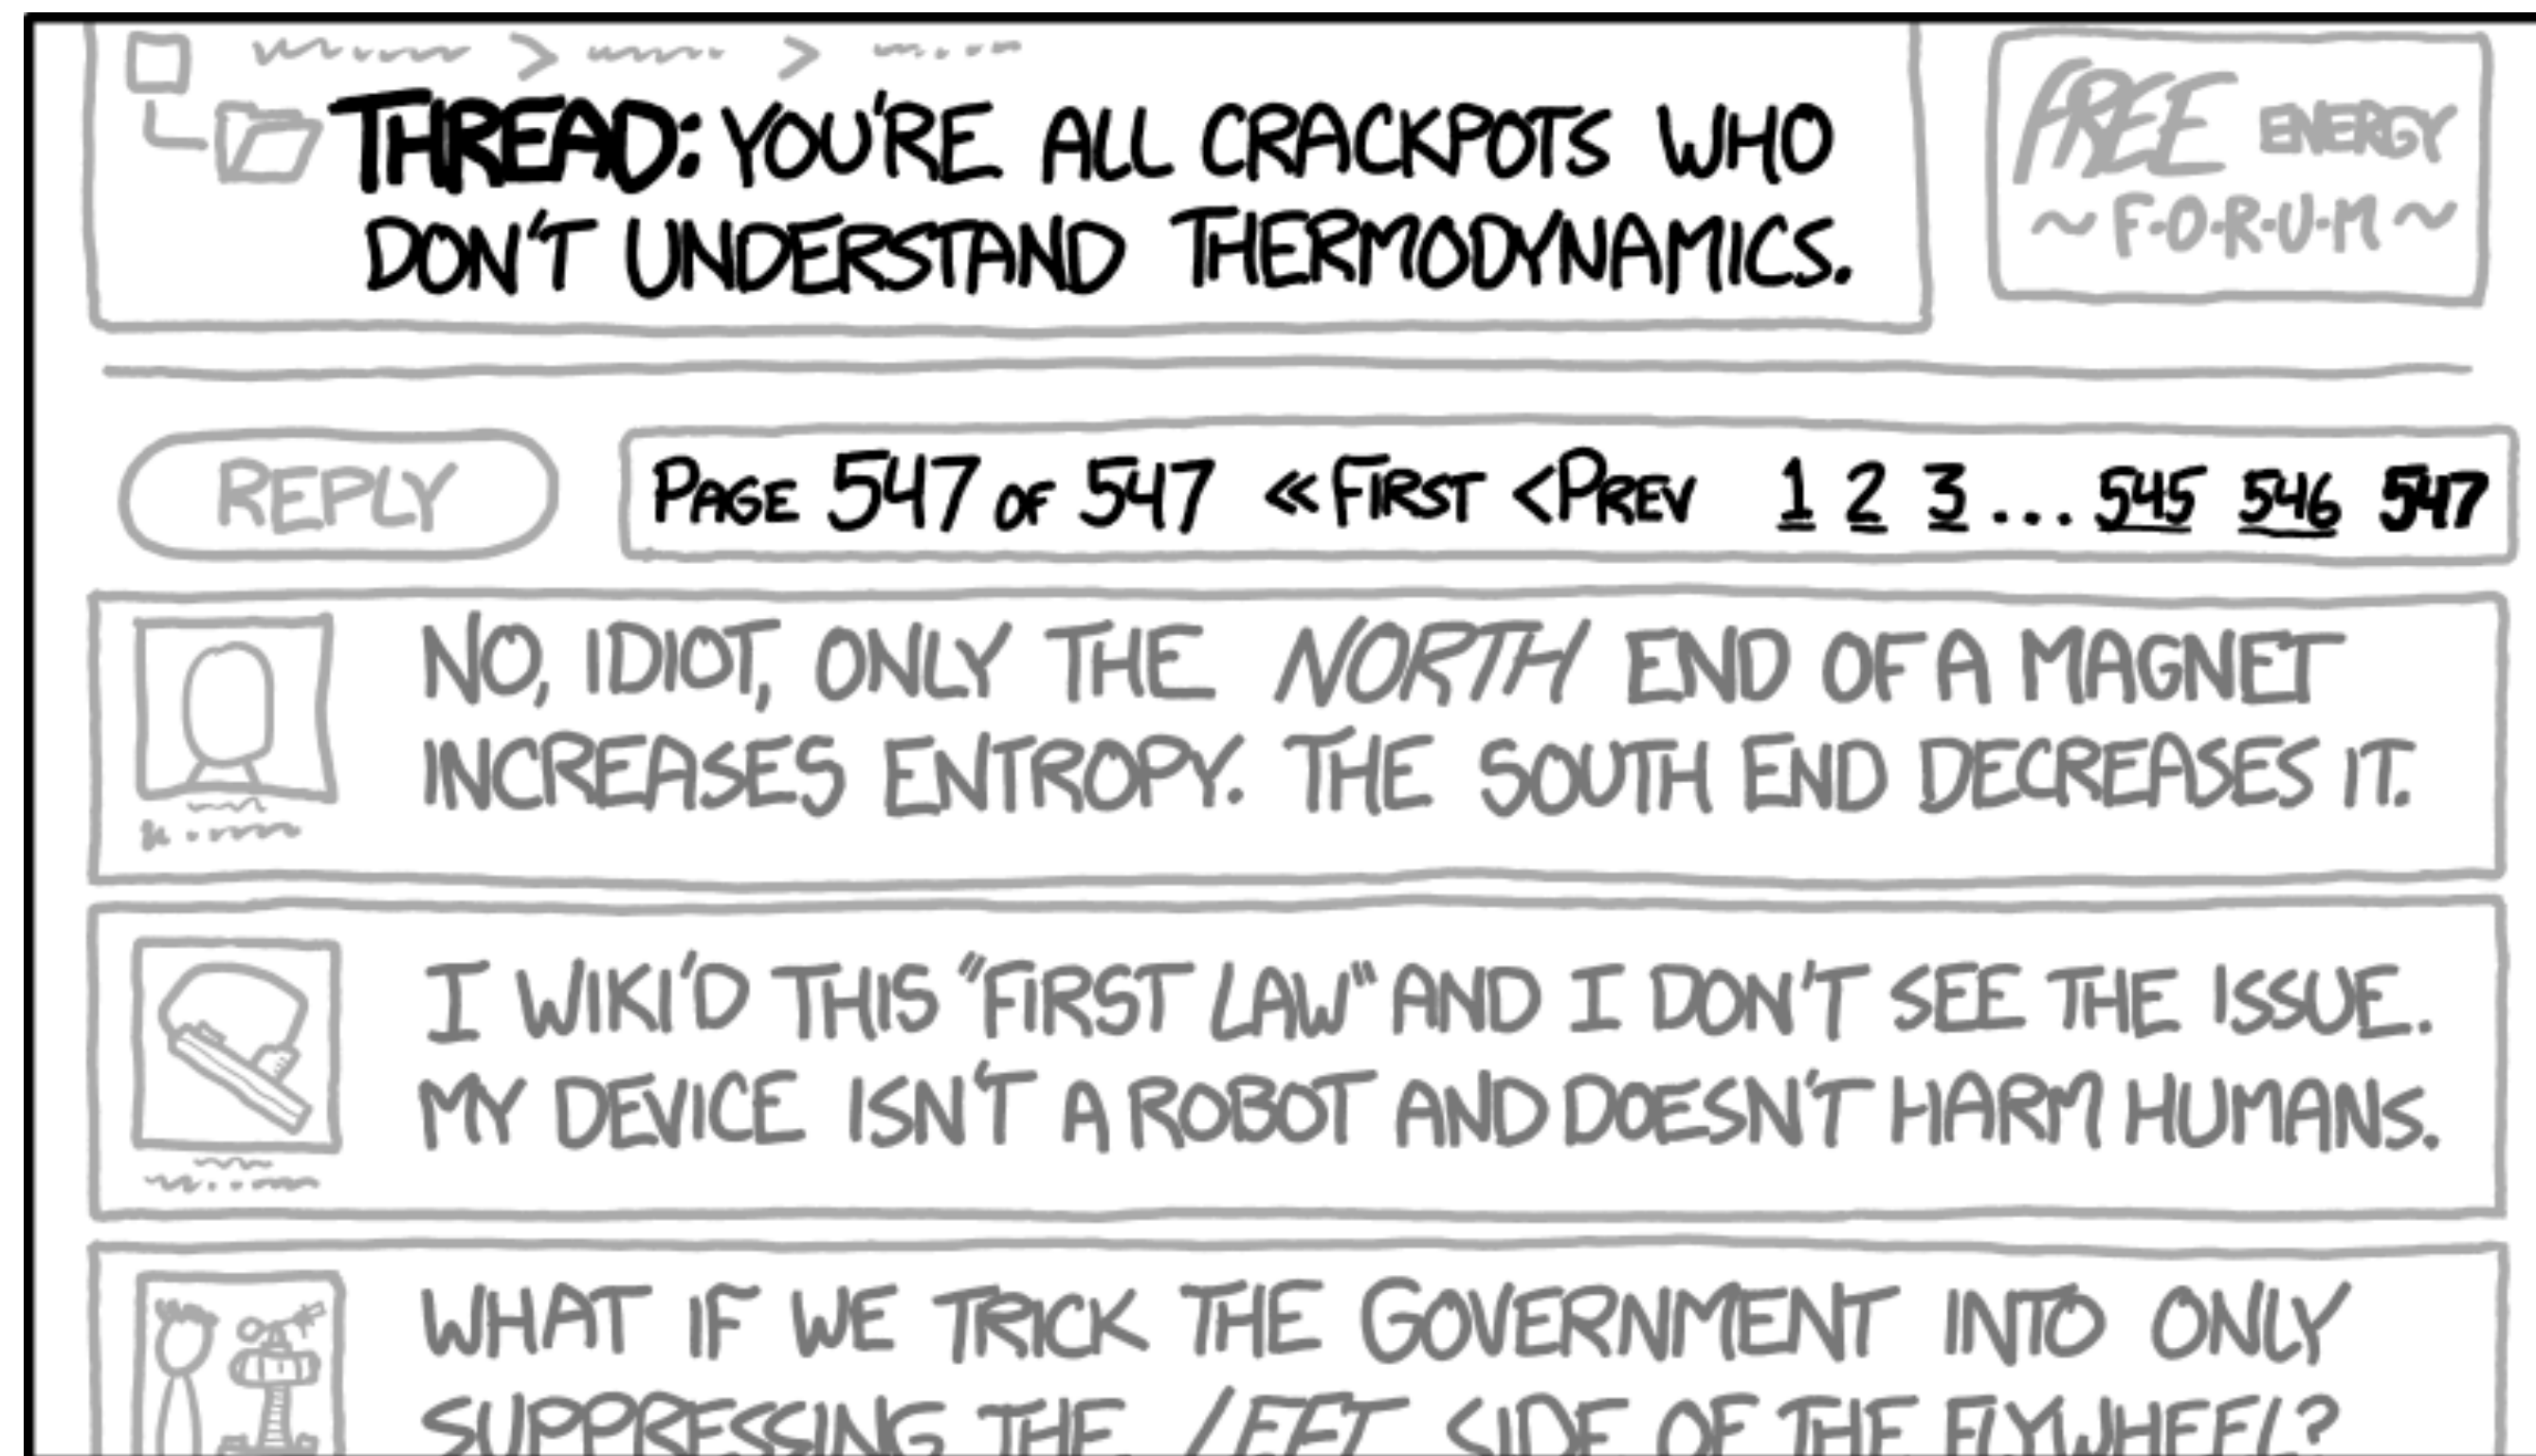 THREAD: YOU'RE ALL CRACKPOTS WHO
DON'T UNDERSTAND THERMODYNAMICS.
FREE ENERGY
~ F·O·R·U·M ~
REPLY
PAGE 547 OF 547 «FIRST <PREV 1 2 3 ... 545 546 547
NO, IDIOT, ONLY THE NORTH END OF A MAGNET
INCREASES ENTROPY. THE SOUTH END DECREASES IT.
I WIKI'D THIS "FIRST LAW" AND I DON'T SEE THE ISSUE.
MY DEVICE ISN'T A ROBOT AND DOESN'T HARM HUMANS.
WHAT IF WE TRICK THE GOVERNMENT INTO ONLY
SUPPRESSING THE LEFT SIDE OF THE FLYWHEEL?